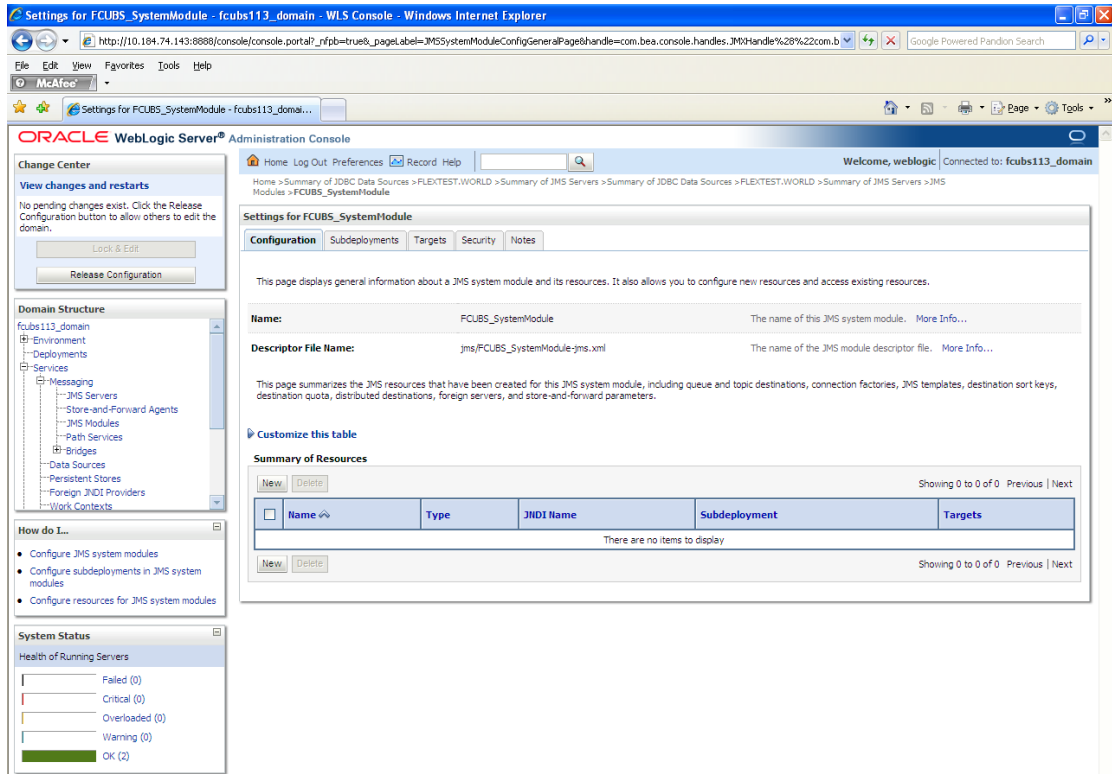 Settings for FCUBS_SystemModule - fcubs113_domain - WLS Console - Windows Internet Explorer
http://10.184.74.143:8888/console/console.portal?_nfpb=true&_pageLabel=JMSSystemModuleConfigGeneralPage&handle=com.bea.console.handles.JMXHandle%28%22com.b
Google Powered Pandion Search
File Edit View Favorites Tools Help
McAfee
Settings for FCUBS_SystemModule - fcubs113_domai...
Page Tools
ORACLE WebLogic Server® Administration Console
Change Center
View changes and restarts
No pending changes exist. Click the Release
Configuration button to allow others to edit the
domain.
Lock & Edit
Release Configuration
Domain Structure
fcubs113_domain
Environment
Deployments
Services
Messaging
JMS Servers
Store-and-Forward Agents
JMS Modules
Path Services
Bridges
Data Sources
Persistent Stores
Foreign JNDI Providers
Work Contexts
How do I...
Configure JMS system modules
Configure subdeployments in JMS system
modules
Configure resources for JMS system modules
System Status
Health of Running Servers
Failed (0)
Critical (0)
Overloaded (0)
Warning (0)
OK (2)
Home Log Out Preferences Record Help
Welcome, weblogic Connected to: fcubs113_domain
Home >Summary of JDBC Data Sources >FLEXTEST.WORLD >Summary of JMS Servers >Summary of JDBC Data Sources >FLEXTEST.WORLD >Summary of JMS Servers >JMS
Modules >FCUBS_SystemModule
Settings for FCUBS_SystemModule
Configuration Subdeployments Targets Security Notes
This page displays general information about a JMS system module and its resources. It also allows you to configure new resources and access existing resources.
Name: FCUBS_SystemModule The name of this JMS system module. More Info...
Descriptor File Name: jms/FCUBS_SystemModule-jms.xml The name of the JMS module descriptor file. More Info...
This page summarizes the JMS resources that have been created for this JMS system module, including queue and topic destinations, connection factories, JMS templates, destination sort keys,
destination quota, distributed destinations, foreign servers, and store-and-forward parameters.
Customize this table
Summary of Resources
New Delete Showing 0 to 0 of 0 Previous | Next
Name Type JNDI Name Subdeployment Targets
There are no items to display
New Delete Showing 0 to 0 of 0 Previous | Next